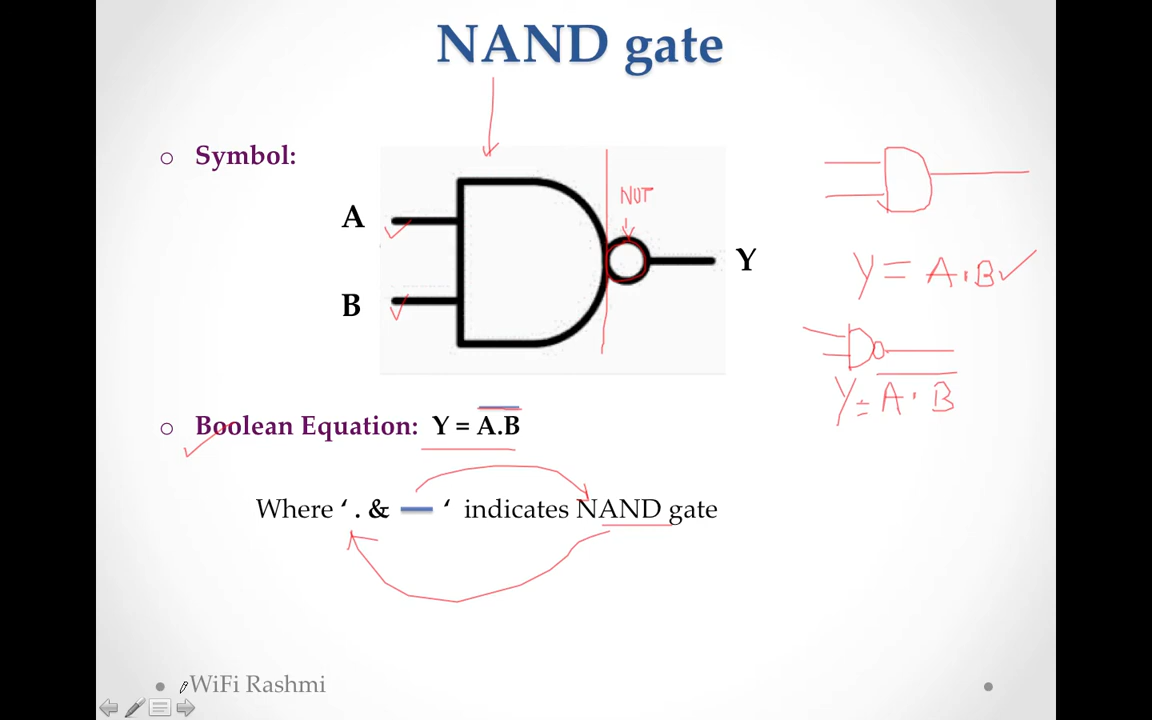 NAND gate
o Symbol:
A
B
NOT
Y
Y = A.B
Y = A.B
o Boolean Equation: Y = A̅.̅B̅
Where ‘ . & — ‘ indicates NAND gate
WiFi Rashmi